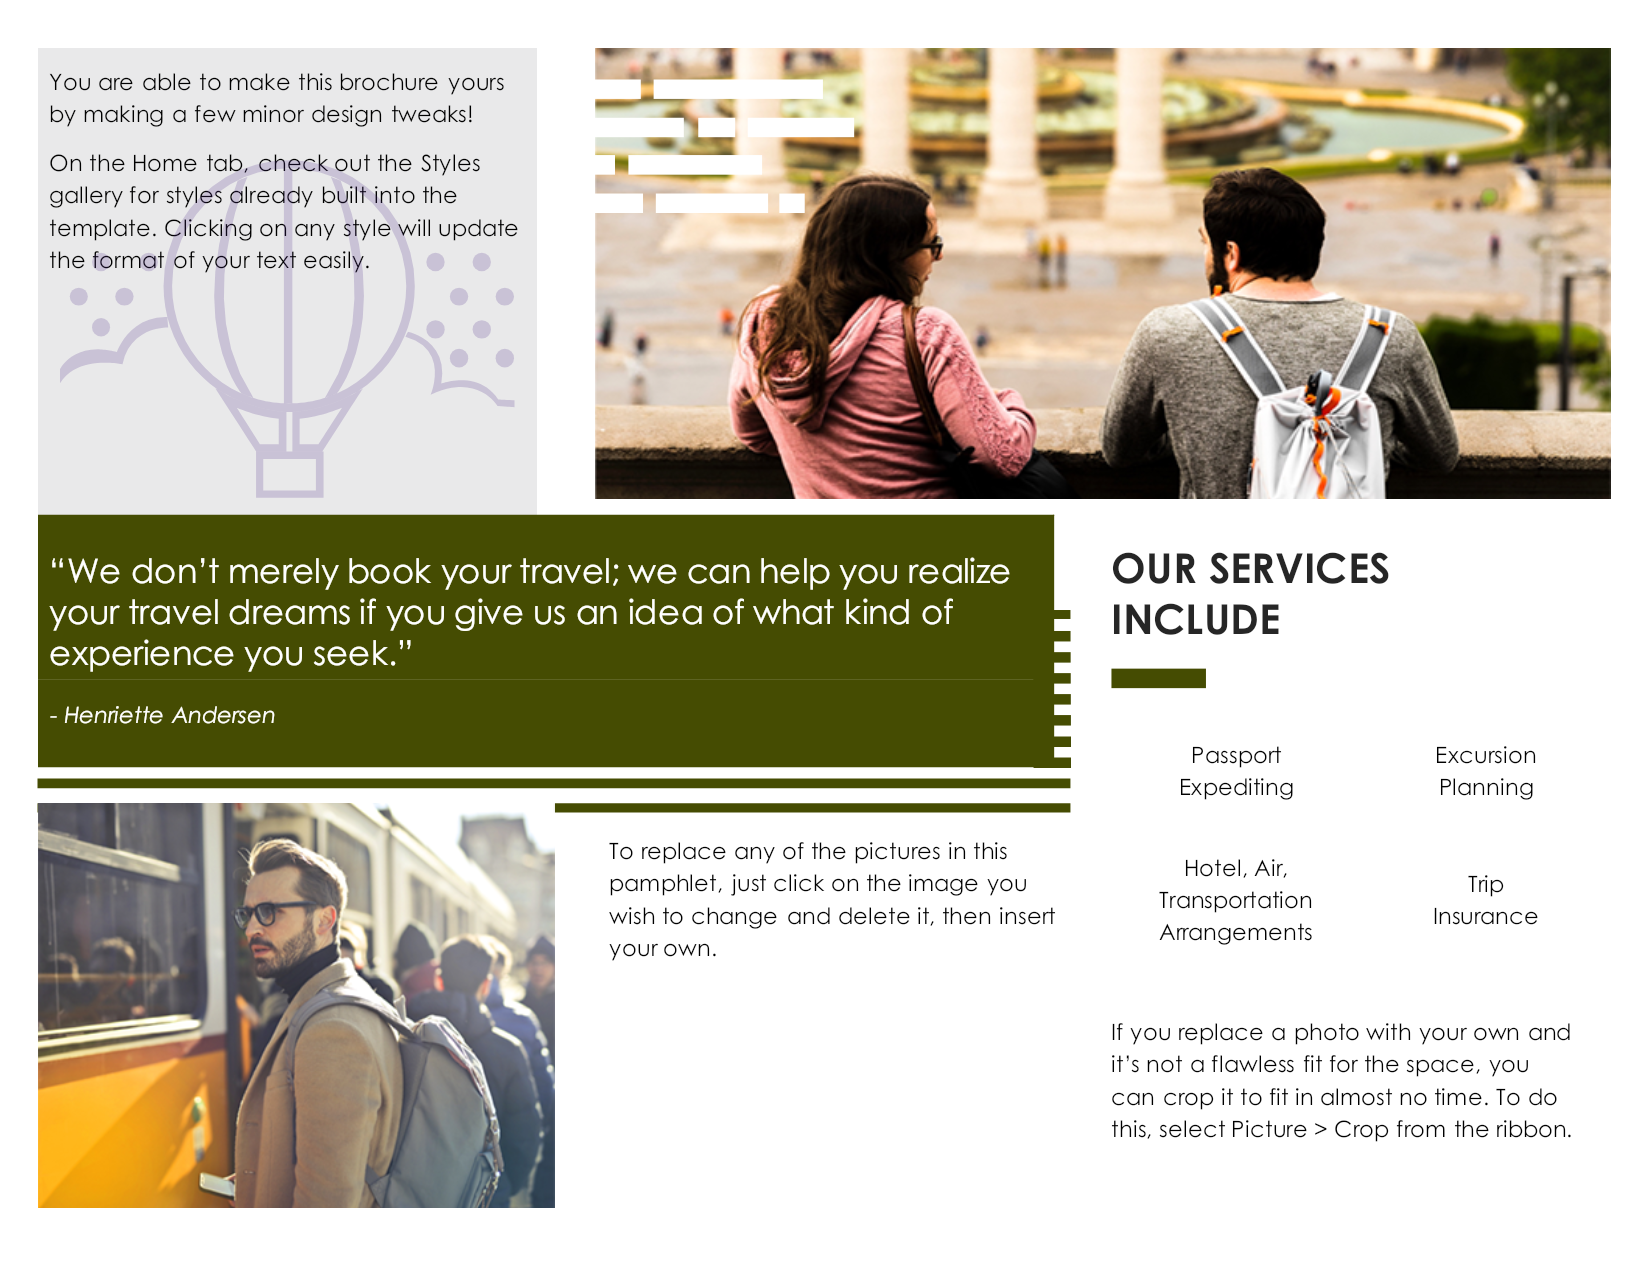 You are able to make this brochure yours
by making a few minor design tweaks!
On the Home tab, check out the Styles
gallery for styles already built into the
template. Clicking on any style will update
the format of your text easily.
“We don’t merely book your travel; we can help you realize
your travel dreams if you give us an idea of what kind of
experience you seek.”
- Henriette Andersen
To replace any of the pictures in this
pamphlet, just click on the image you
wish to change and delete it, then insert
your own.
OUR SERVICES
INCLUDE
Passport
Expediting
Excursion
Planning
Hotel, Air,
Transportation
Arrangements
Trip
Insurance
If you replace a photo with your own and
it’s not a flawless fit for the space, you
can crop it to fit in almost no time. To do
this, select Picture > Crop from the ribbon.